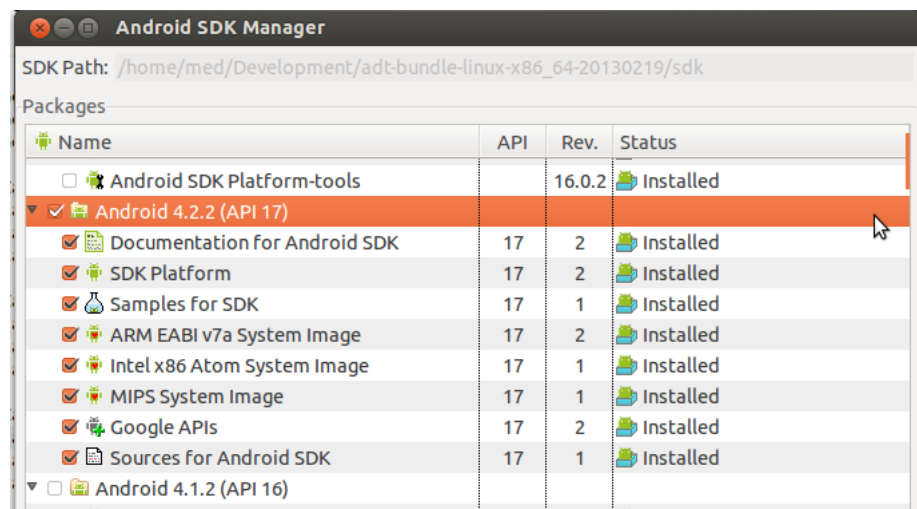 Android SDK Manager
SDK Path: /home/med/Development/adt-bundle-linux-x86_64-20130219/sdk
Packages
Name API Rev. Status
Android SDK Platform-tools 16.0.2 Installed
Android 4.2.2 (API 17)
Documentation for Android SDK 17 2 Installed
SDK Platform 17 2 Installed
Samples for SDK 17 1 Installed
ARM EABI v7a System Image 17 2 Installed
Intel x86 Atom System Image 17 1 Installed
MIPS System Image 17 1 Installed
Google APIs 17 2 Installed
Sources for Android SDK 17 1 Installed
Android 4.1.2 (API 16)